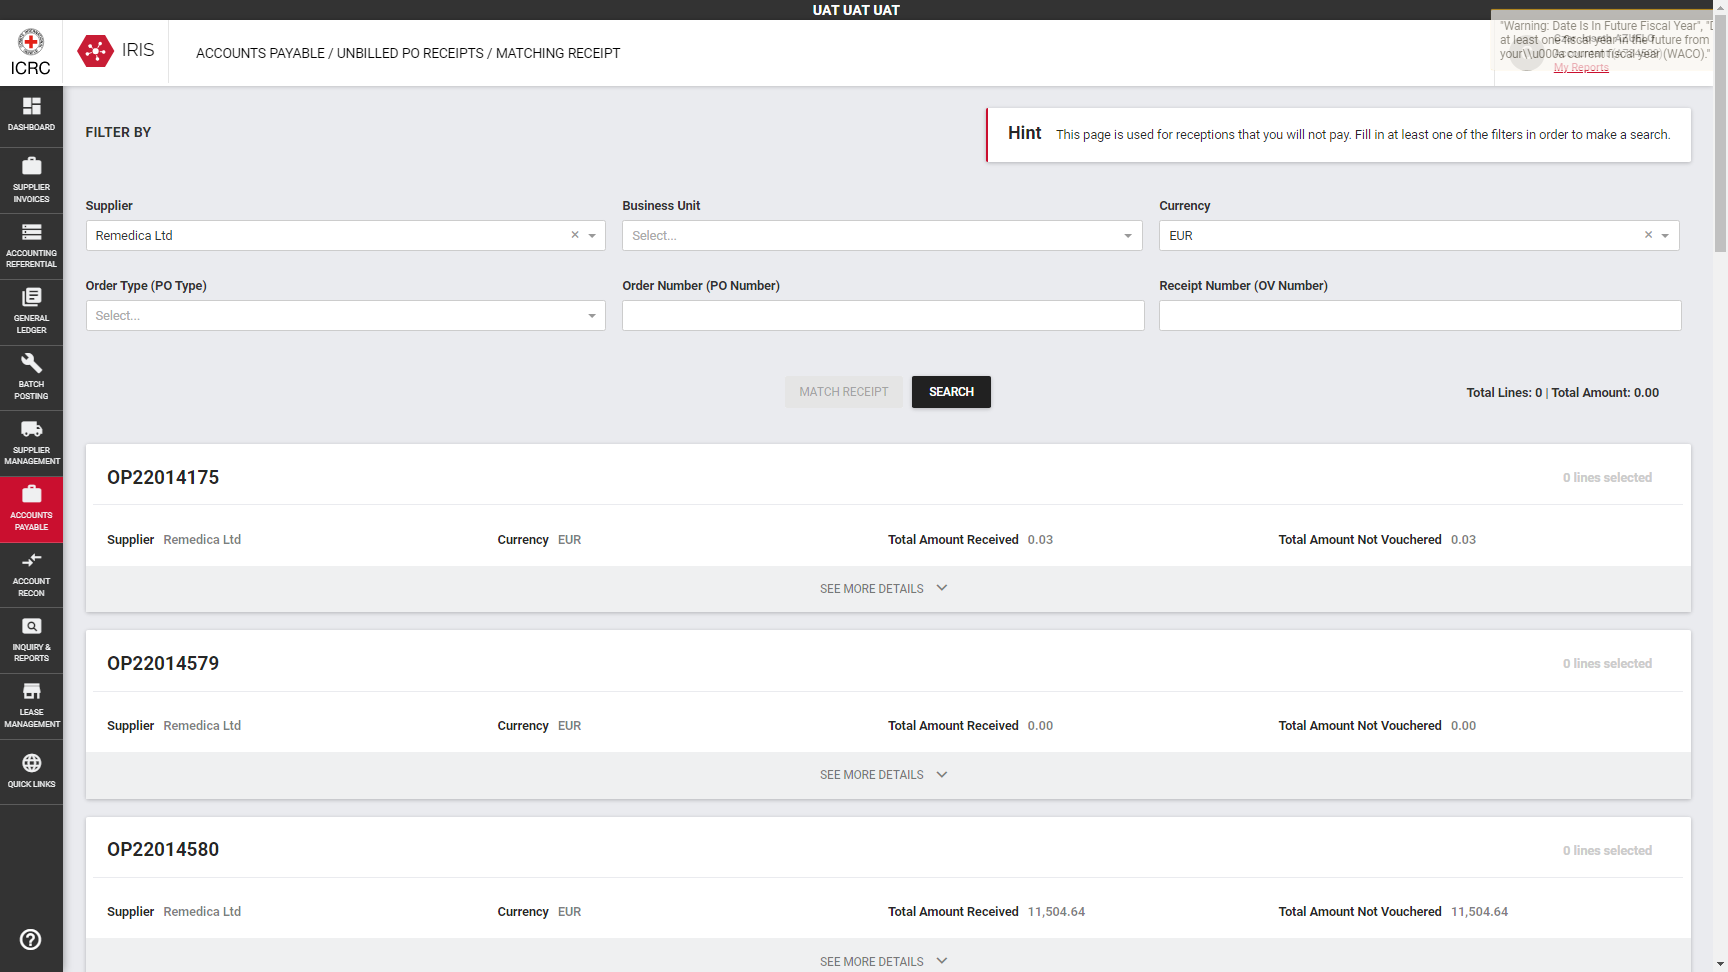 UAT UAT UAT
ICRC
IRIS
ACCOUNTS PAYABLE / UNBILLED PO RECEIPTS / MATCHING RECEIPT
"Warning: Date Is In Future Fiscal Year", "D
at least one fiscal year in the future from
your\\u000a current fiscal year (WACO)."
My Reports
DASHBOARD
SUPPLIER
INVOICES
ACCOUNTING
REFERENTIAL
GENERAL
LEDGER
BATCH
POSTING
SUPPLIER
MANAGEMENT
ACCOUNTS
PAYABLE
ACCOUNT
RECON
INQUIRY &
REPORTS
LEASE
MANAGEMENT
QUICK LINKS
FILTER BY
Hint This page is used for receptions that you will not pay. Fill in at least one of the filters in order to make a search.
Supplier
Business Unit
Currency
Remedica Ltd
Select...
EUR
Order Type (PO Type)
Order Number (PO Number)
Receipt Number (OV Number)
Select...
MATCH RECEIPT
SEARCH
Total Lines: 0 | Total Amount: 0.00
OP22014175
0 lines selected
Supplier Remedica Ltd
Currency EUR
Total Amount Received 0.03
Total Amount Not Vouchered 0.03
SEE MORE DETAILS
OP22014579
0 lines selected
Supplier Remedica Ltd
Currency EUR
Total Amount Received 0.00
Total Amount Not Vouchered 0.00
SEE MORE DETAILS
OP22014580
0 lines selected
Supplier Remedica Ltd
Currency EUR
Total Amount Received 11,504.64
Total Amount Not Vouchered 11,504.64
SEE MORE DETAILS